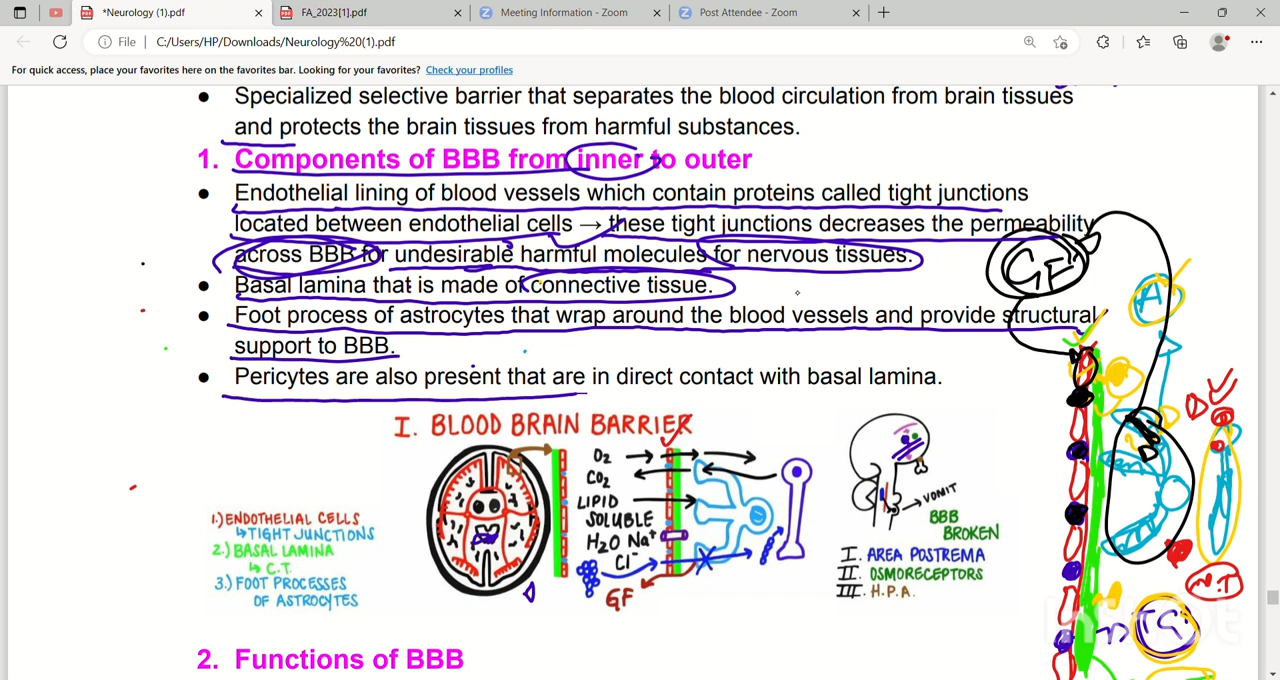 *Neurology (1).pdf
FA_2023[1].pdf
Meeting Information - Zoom
Post Attendee - Zoom
File
C:/Users/HP/Downloads/Neurology%20(1).pdf
For quick access, place your favorites here on the favorites bar. Looking for your favorites? Check your profiles
● Specialized selective barrier that separates the blood circulation from brain tissues
and protects the brain tissues from harmful substances.
1. Components of BBB from inner to outer
● Endothelial lining of blood vessels which contain proteins called tight junctions
located between endothelial cells → these tight junctions decreases the permeability
across BBB for undesirable harmful molecules for nervous tissues.
● Basal lamina that is made of connective tissue.
● Foot process of astrocytes that wrap around the blood vessels and provide structural
support to BBB.
● Pericytes are also present that are in direct contact with basal lamina.
I. BLOOD BRAIN BARRIER
O2
CO2
LIPID
SOLUBLE
H2O Na+
Cl-
GF
1.) ENDOTHELIAL CELLS
↳ TIGHT JUNCTIONS
2.) BASAL LAMINA
↳ C.T
3.) FOOT PROCESSES
OF ASTROCYTES
→ VOMIT
BBB
BROKEN
I. AREA POSTREMA
II. OSMORECEPTORS
III. H.P.A.
GF
A
N.T
2. Functions of BBB